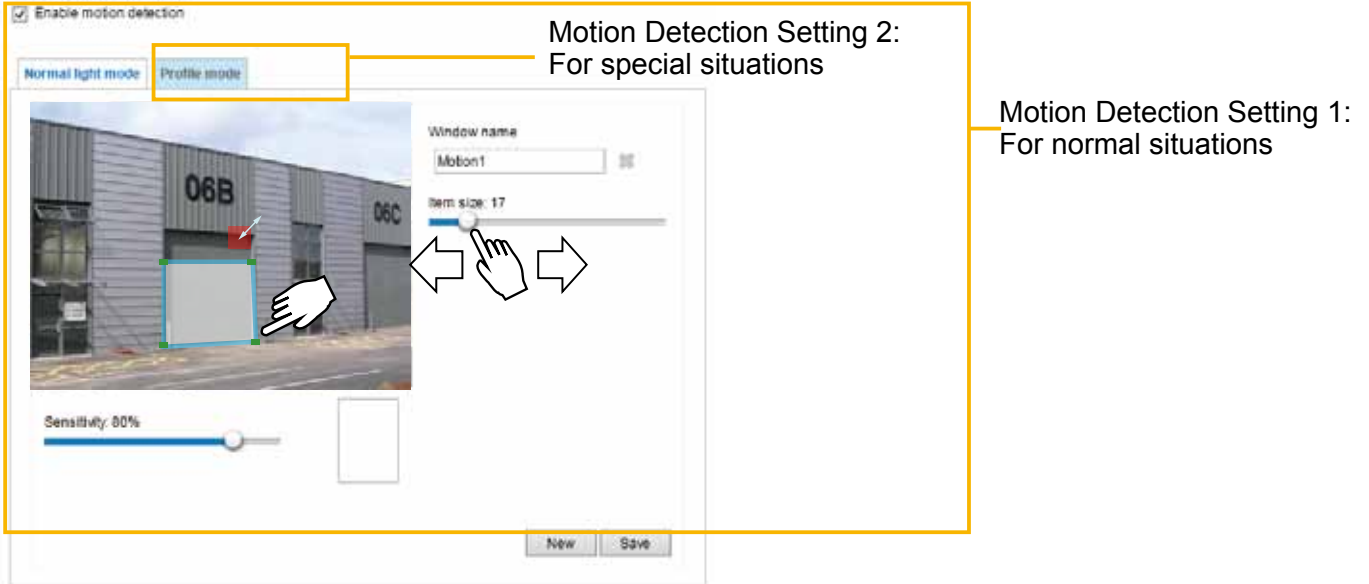 Enable motion detection
Motion Detection Setting 2:
For special situations
Normal light mode
Profile mode
Motion Detection Setting 1:
For normal situations
Window name
Motion1
06B
06C
Item size: 17
Sensitivity: 80%
New
Save